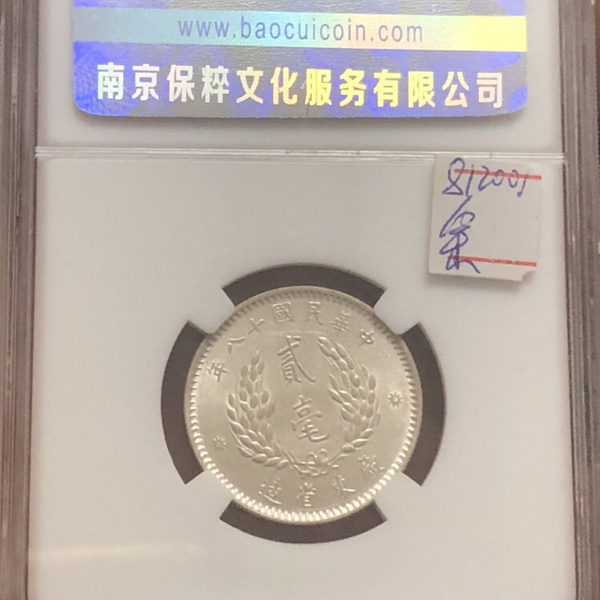 www.baocuicoin.com
南京保粹文化服务有限公司
812001
中華民國十八年
貳毫
廣東省造